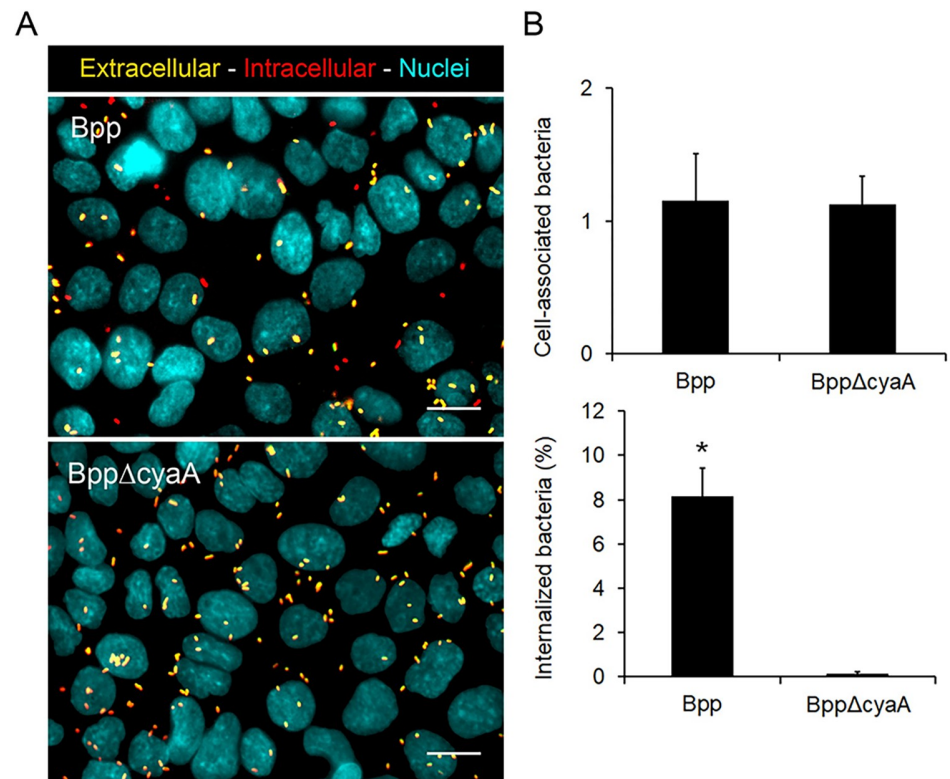 A
Extracellular - Intracellular - Nuclei
Bpp
BppΔcyaA
B
Cell-associated bacteria
2
1
0
Bpp
BppΔcyaA
Internalized bacteria (%)
12
10
8
6
4
2
0
*
Bpp
BppΔcyaA